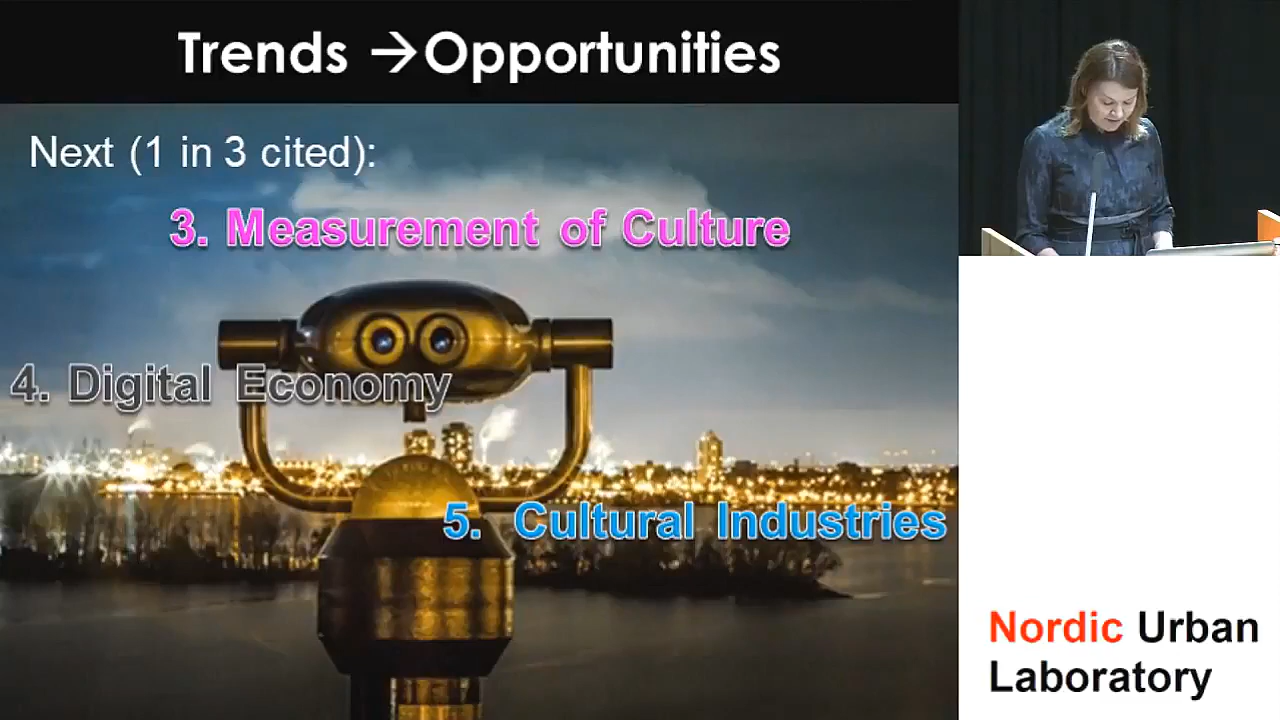 Trends →Opportunities
Next (1 in 3 cited):
3. Measurement of Culture
4. Digital Economy
5. Cultural Industries
Nordic Urban
Laboratory